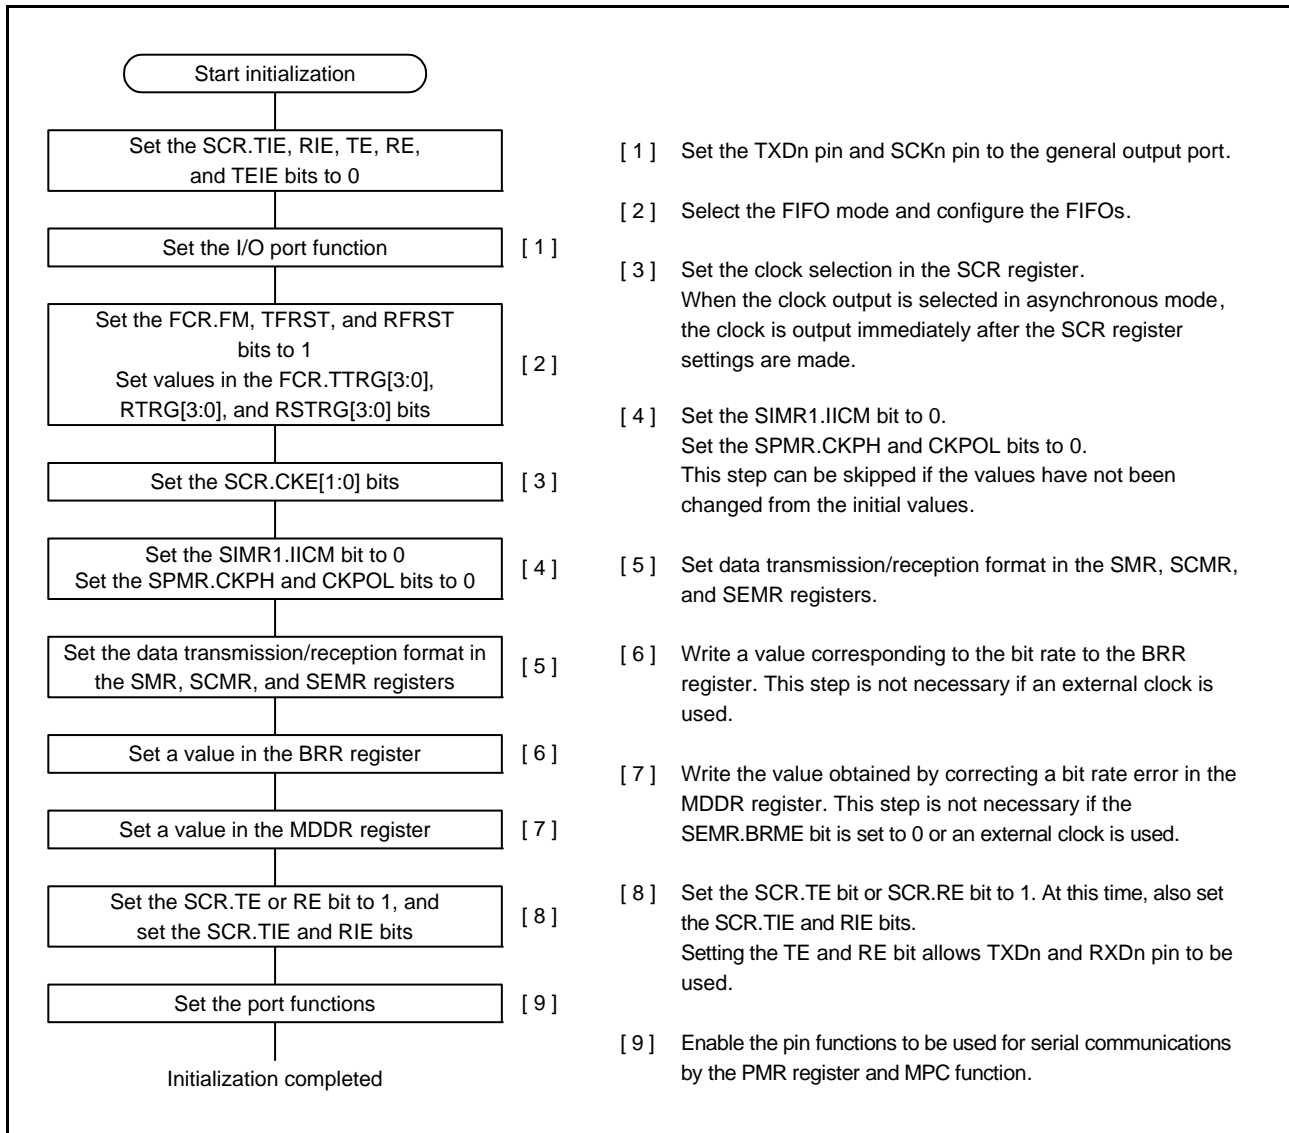 Start initialization
Set the SCR.TIE, RIE, TE, RE,
and TEIE bits to 0
Set the I/O port function
[ 1 ]
Set the FCR.FM, TFRST, and RFRST
bits to 1
Set values in the FCR.TTRG[3:0],
RTRG[3:0], and RSTRG[3:0] bits
[ 2 ]
Set the SCR.CKE[1:0] bits
[ 3 ]
Set the SIMR1.IICM bit to 0
Set the SPMR.CKPH and CKPOL bits to 0
[ 4 ]
Set the data transmission/reception format in
the SMR, SCMR, and SEMR registers
[ 5 ]
Set a value in the BRR register
[ 6 ]
Set a value in the MDDR register
[ 7 ]
Set the SCR.TE or RE bit to 1, and
set the SCR.TIE and RIE bits
[ 8 ]
Set the port functions
[ 9 ]
Initialization completed
[ 1 ] Set the TXDn pin and SCKn pin to the general output port.
[ 2 ] Select the FIFO mode and configure the FIFOs.
[ 3 ] Set the clock selection in the SCR register.
When the clock output is selected in asynchronous mode,
the clock is output immediately after the SCR register
settings are made.
[ 4 ] Set the SIMR1.IICM bit to 0.
Set the SPMR.CKPH and CKPOL bits to 0.
This step can be skipped if the values have not been
changed from the initial values.
[ 5 ] Set data transmission/reception format in the SMR, SCMR,
and SEMR registers.
[ 6 ] Write a value corresponding to the bit rate to the BRR
register. This step is not necessary if an external clock is
used.
[ 7 ] Write the value obtained by correcting a bit rate error in the
MDDR register. This step is not necessary if the
SEMR.BRME bit is set to 0 or an external clock is used.
[ 8 ] Set the SCR.TE bit or SCR.RE bit to 1. At this time, also set
the SCR.TIE and RIE bits.
Setting the TE and RE bit allows TXDn and RXDn pin to be
used.
[ 9 ] Enable the pin functions to be used for serial communications
by the PMR register and MPC function.